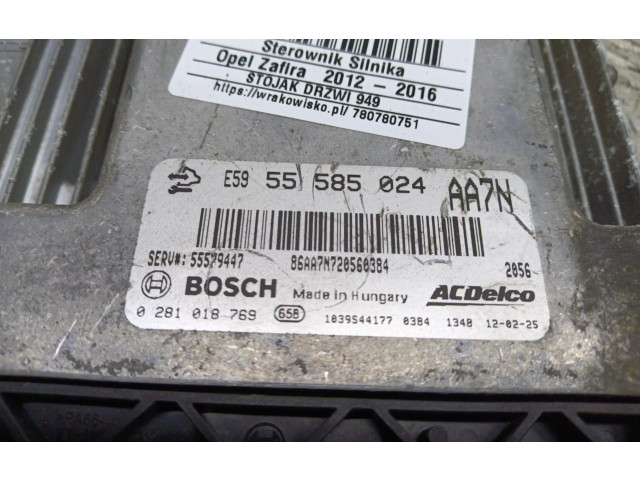 Sterownik Silnika
Opel Zafira 2012 - 2016
STOJAK DRZWI 949
https://wrakowisko.pl/ 780780751
E59 55 585 024 AA7N
SERV#: 55579447 86AA7N720560384 2056
BOSCH Made in Hungary ACDelco
0 281 018 769 658 1039S44177 0384 1348 12-02-25